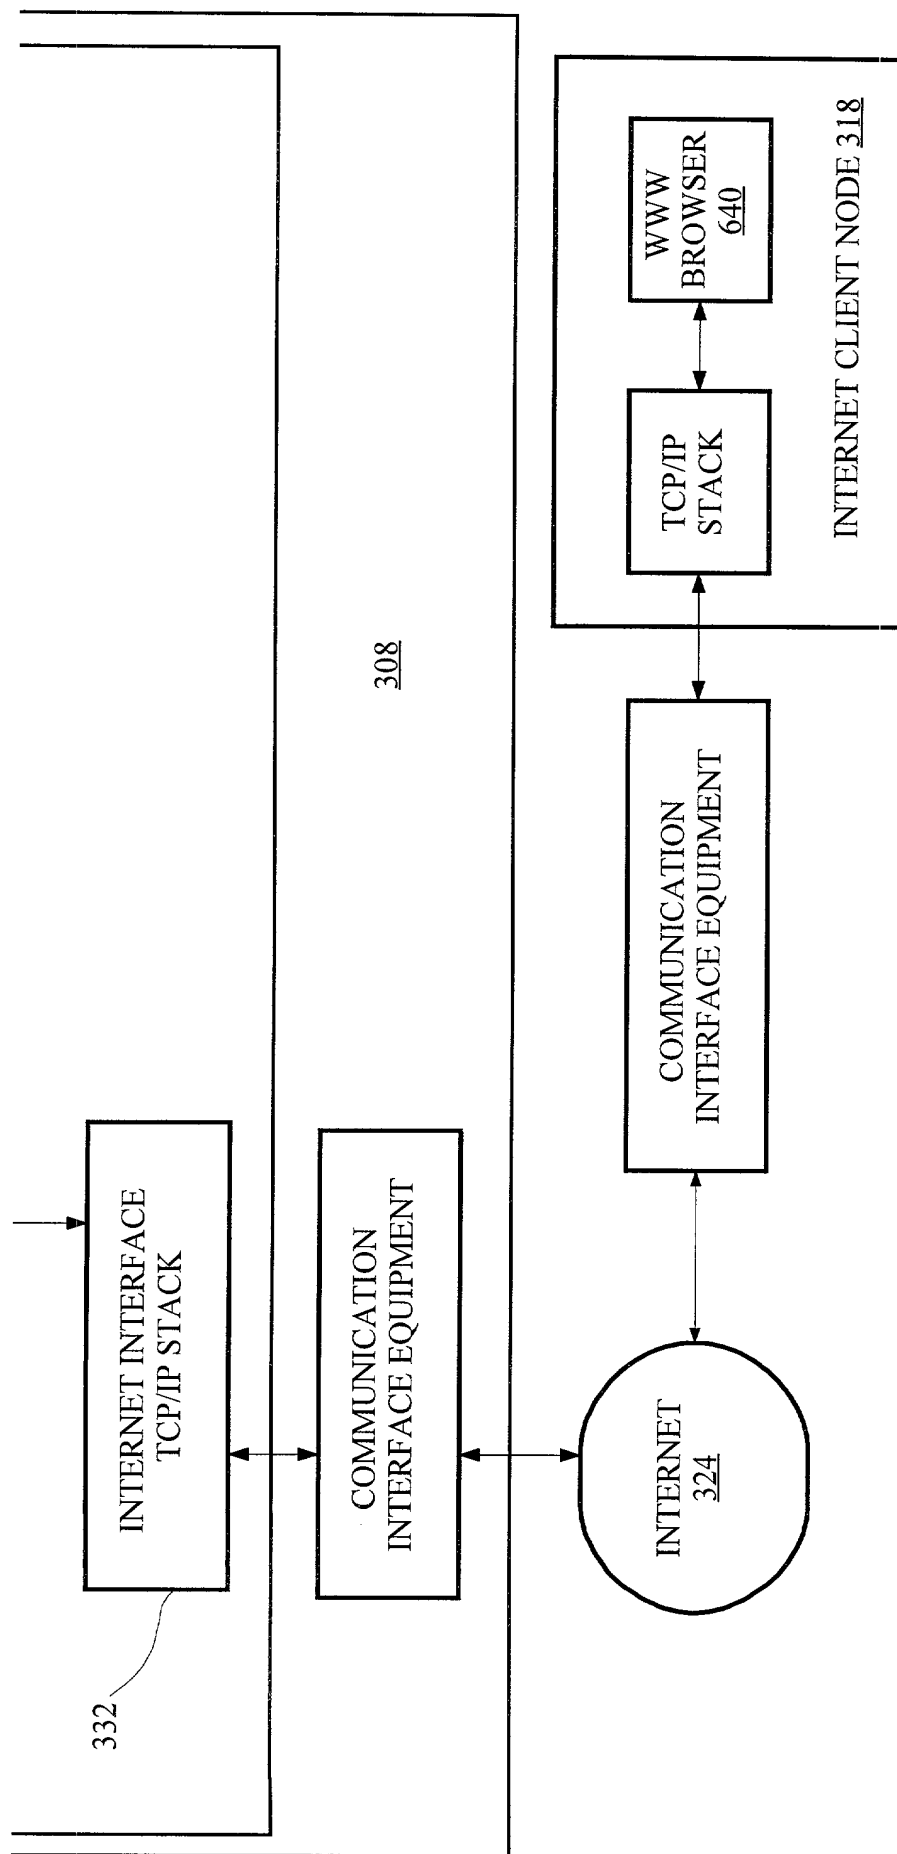 332
INTERNET INTERFACE
TCP/IP STACK
COMMUNICATION
INTERFACE EQUIPMENT
308
INTERNET
324
COMMUNICATION
INTERFACE EQUIPMENT
TCP/IP
STACK
WWW
BROWSER
640
INTERNET CLIENT NODE 318